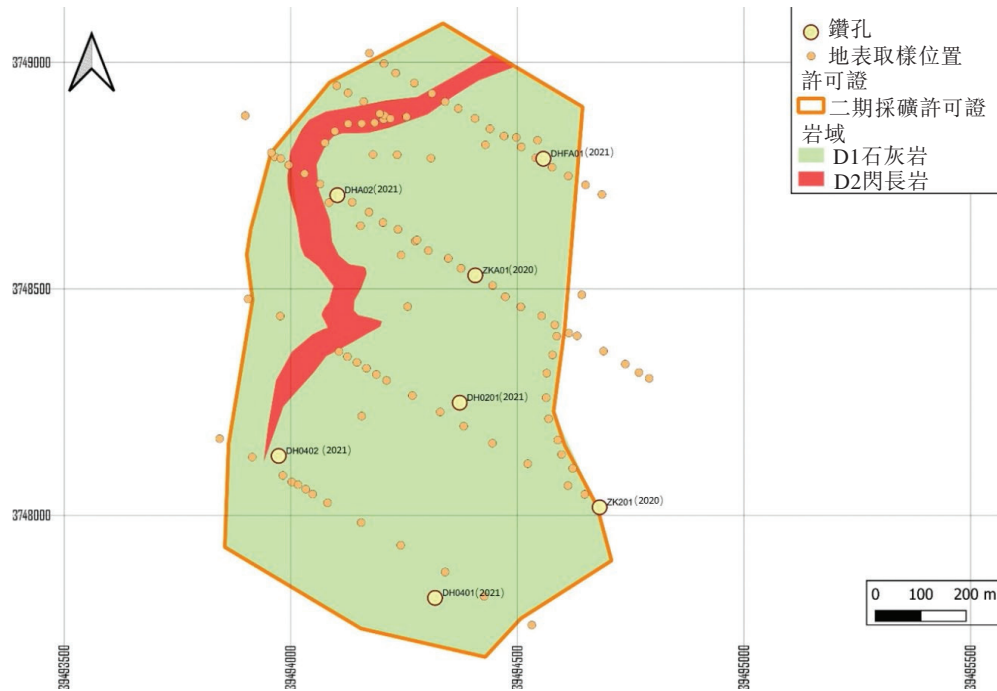 鑽孔
地表取樣位置
許可證
二期採礦許可證
岩域
D1石灰岩
D2閃長岩
3749000
3748500
3748000
DHFA01(2021)
DHA02(2021)
ZKA01(2020)
DH0201(2021)
DH0402 (2021)
ZK201(2020)
DH0401(2021)
0 100 200 m
39493500
39494000
39494500
39495000
39495500